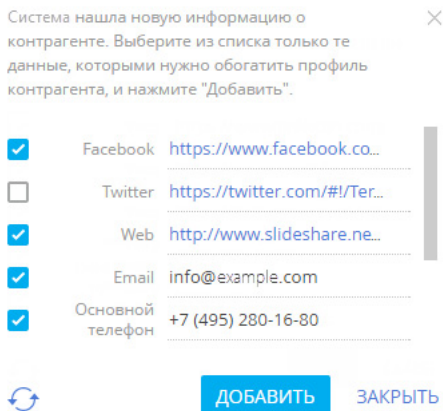 Система нашла новую информацию о
контрагенте. Выберите из списка только те
данные, которыми нужно обогатить профиль
контрагента, и нажмите "Добавить".
Facebook https://www.facebook.co...
Twitter https://twitter.com/#!/Ter...
Web http://www.slideshare.ne...
Email info@example.com
Основной
телефон +7 (495) 280-16-80
ДОБАВИТЬ ЗАКРЫТЬ